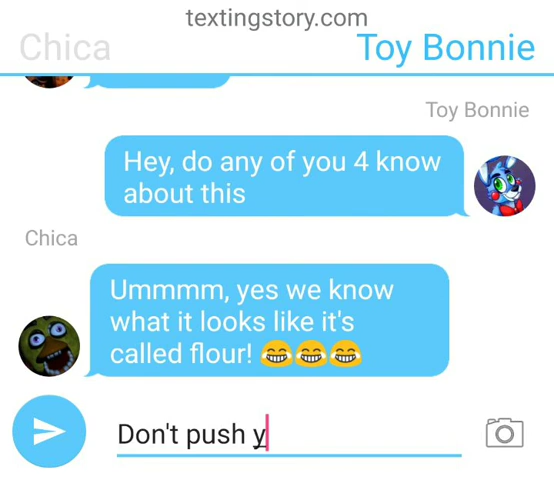 textingstory.com
Chica
Toy Bonnie
Toy Bonnie
Hey, do any of you 4 know
about this
Chica
Ummmm, yes we know
what it looks like it's
called flour! 😂😂😂
Don't push y